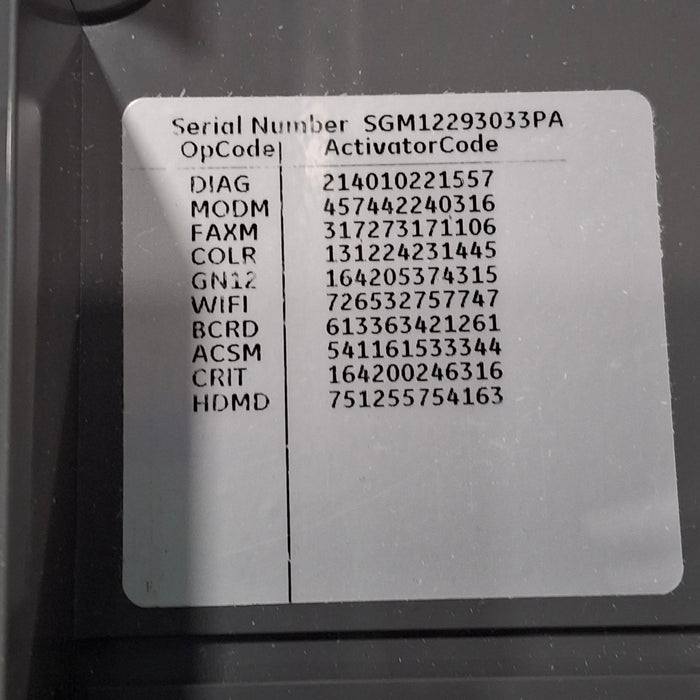 Serial Number SGM12293033PA
OpCode ActivatorCode
DIAG 214010221557
MODM 457442240316
FAXM 317273171106
COLR 131224231445
GN12 164205374315
WIFI 726532757747
BCRD 613363421261
ACSM 541161533344
CRIT 164200246316
HDMD 751255754163